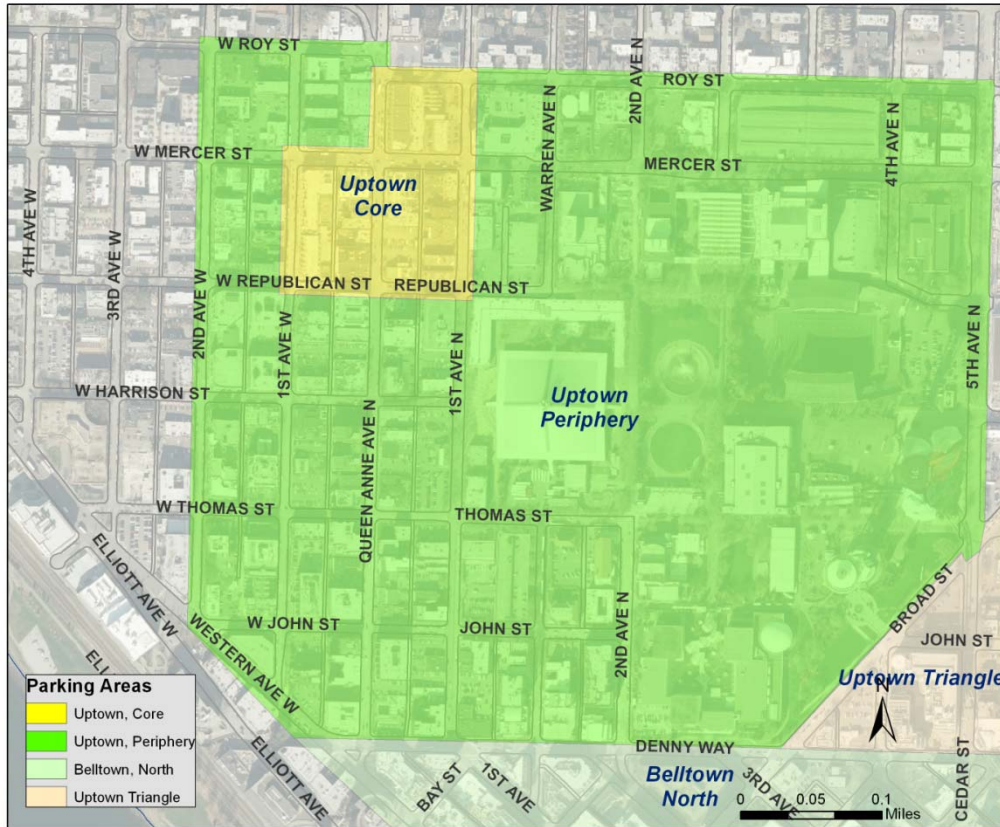 W ROY ST
2ND AVE N
ROY ST
W MERCER ST
WARREN AVE N
MERCER ST
4TH AVE N
Uptown
Core
4TH AVE W
3RD AVE W
2ND AVE W
W REPUBLICAN ST
REPUBLICAN ST
1ST AVE W
1ST AVE N
5TH AVE N
W HARRISON ST
Uptown
Periphery
QUEEN ANNE AVE N
W THOMAS ST
THOMAS ST
ELLIOTT AVE W
BROAD ST
W JOHN ST
JOHN ST
2ND AVE N
JOHN ST
WESTERN AVE W
Uptown Triangle
N
Parking Areas
Uptown, Core
Uptown, Periphery
Belltown, North
Uptown Triangle
ELLIOTT AVE
DENNY WAY
Belltown
North
BAY ST
1ST AVE
3RD AVE
CEDAR ST
0 0.05 0.1
Miles